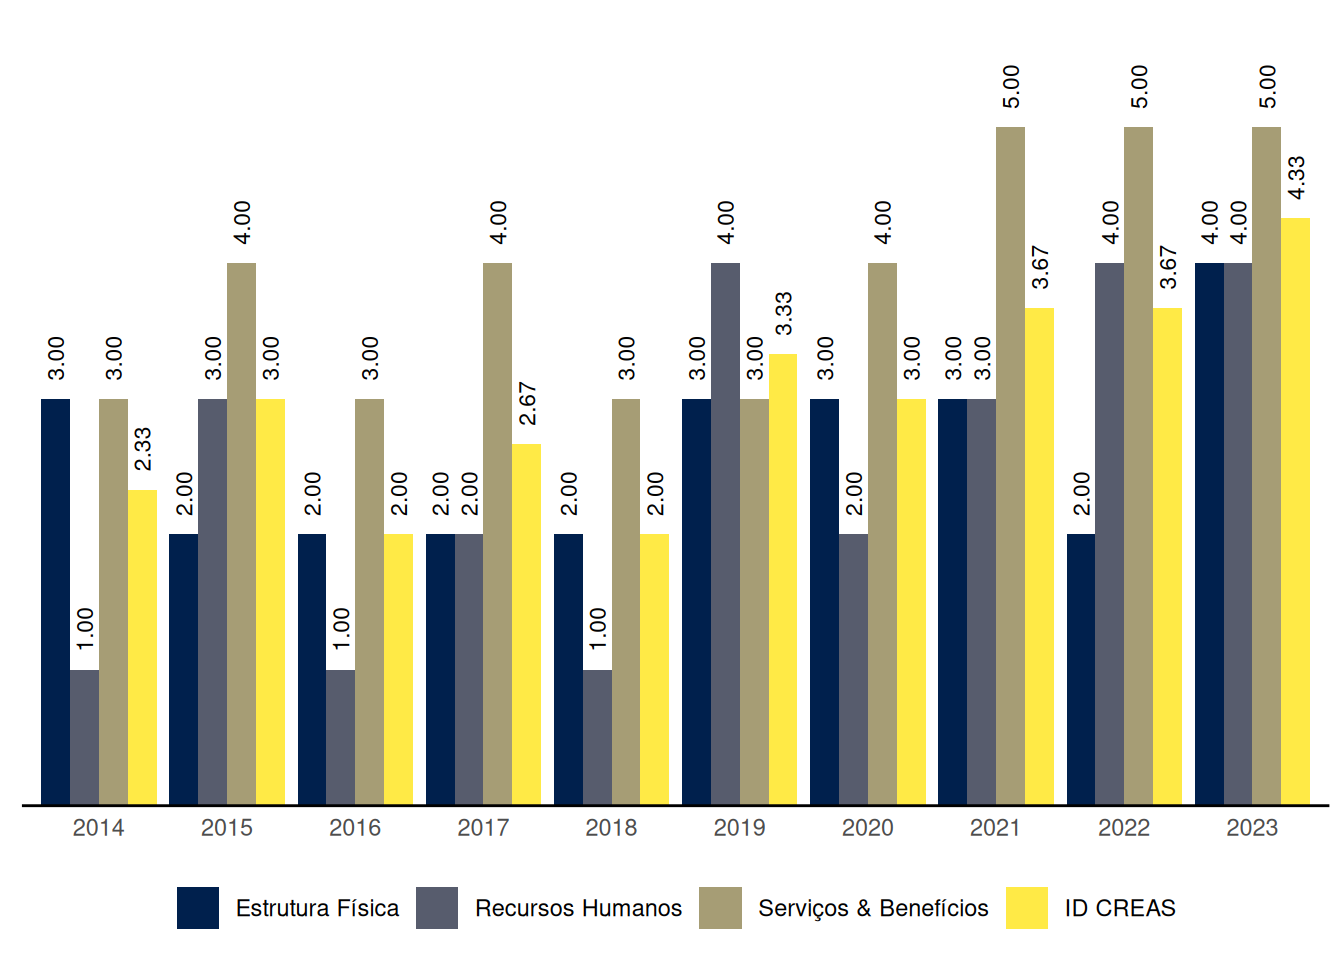 5.00 5.00 5.00
4.33
4.00 4.00 4.00 4.00 4.00 4.00 4.00
3.67 3.67
3.33
3.00 3.00 3.00 3.00 3.00 3.00 3.00 3.00 3.00 3.00 3.00 3.00
2.67
2.33
2.00 2.00 2.00 2.00 2.00 2.00 2.00 2.00 2.00
1.00 1.00 1.00
2014 2015 2016 2017 2018 2019 2020 2021 2022 2023
Estrutura Física Recursos Humanos Serviços & Benefícios ID CREAS